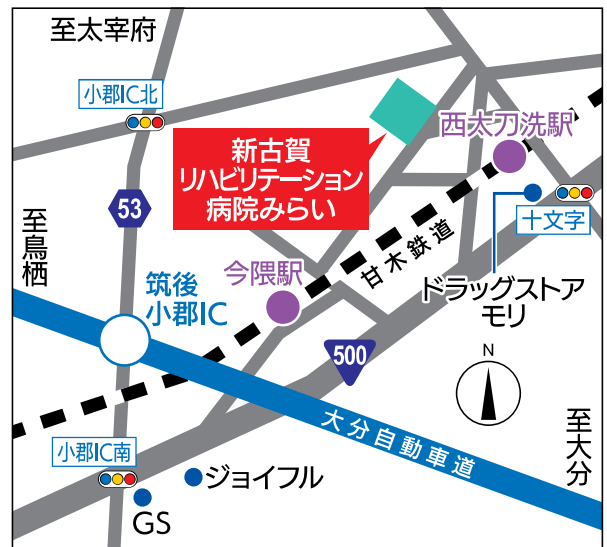 至太宰府
小郡IC北
西太刀洗駅
新古賀
リハビリテーション
病院みらい
53
十文字
至鳥栖
甘木鉄道
今隈駅
筑後
小郡IC
ドラッグストア
モリ
500
N
大分自動車道
至大分
小郡IC南
ジョイフル
GS